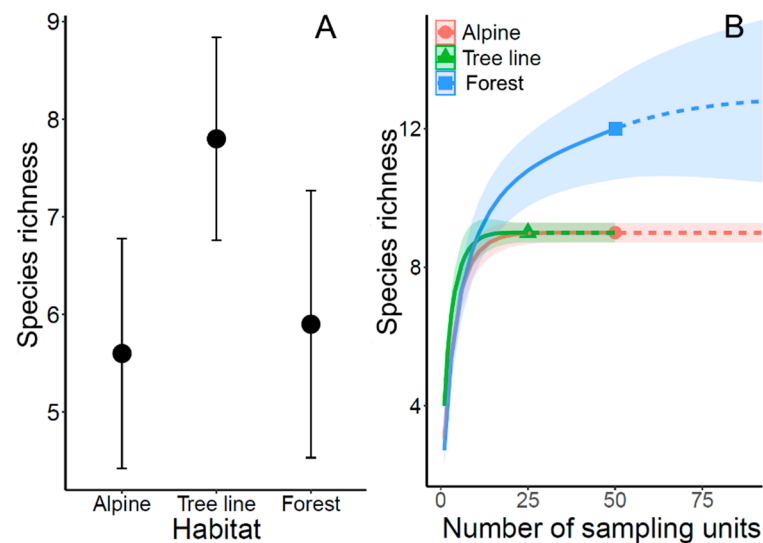 A
Species richness
9
8
7
6
5
Alpine Tree line Forest
Habitat
B
Alpine
Tree line
Forest
Species richness
12
8
4
0 25 50 75
Number of sampling units